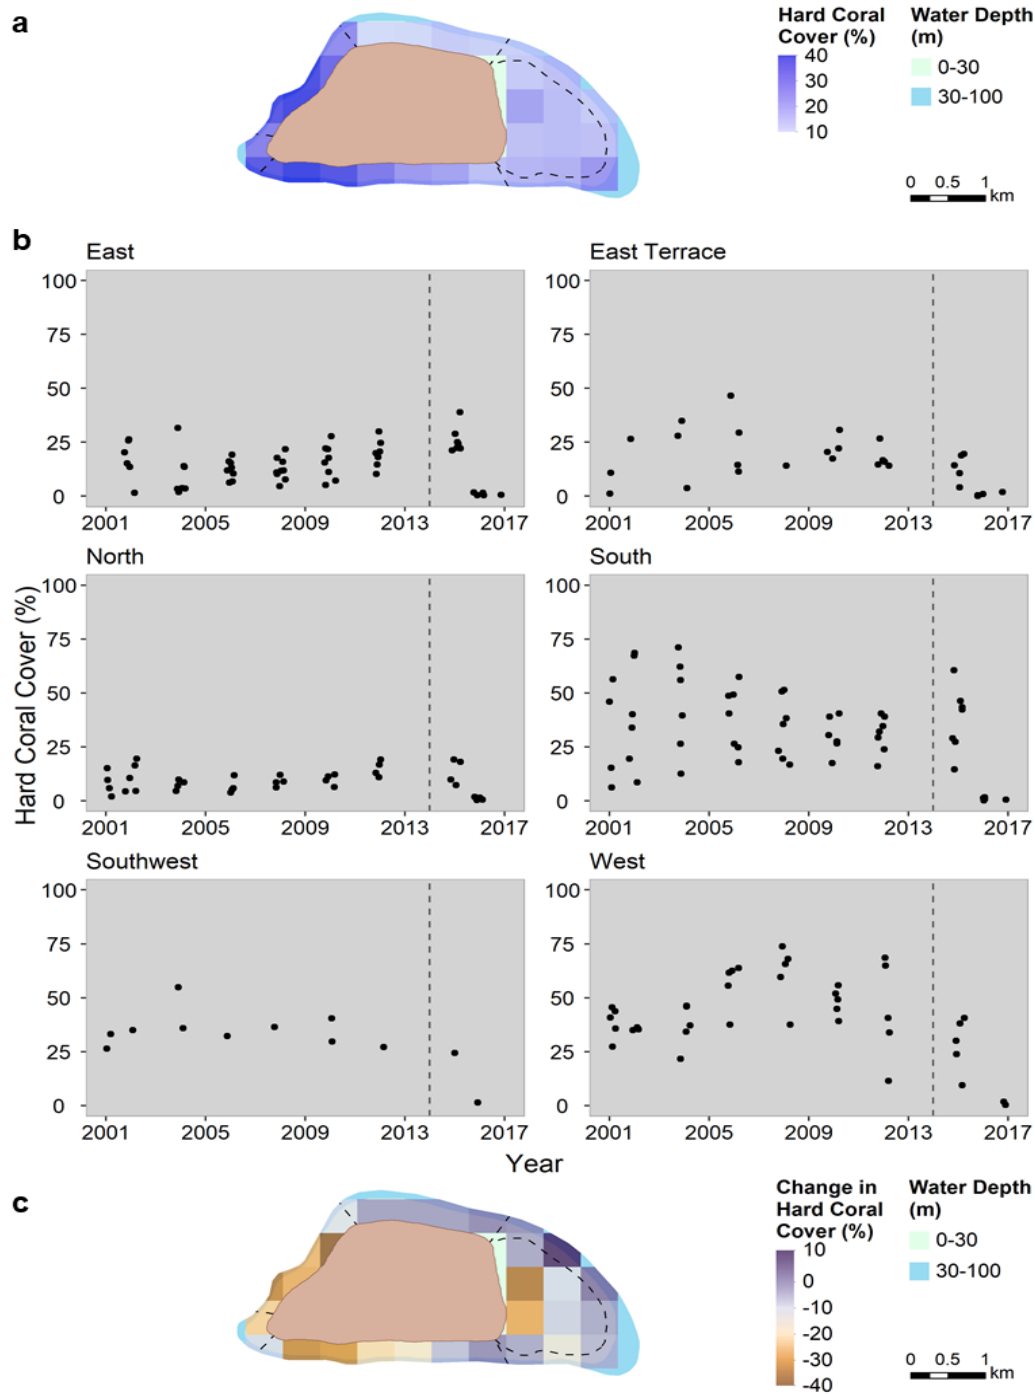 a
Hard Coral
Cover (%)
40
30
20
10
Water Depth
(m)
0-30
30-100
0 0.5 1
km
b
East
East Terrace
100
75
50
25
0
2001 2005 2009 2013 2017
100
75
50
25
0
2001 2005 2009 2013 2017
North
South
100
75
50
25
0
2001 2005 2009 2013 2017
100
75
50
25
0
2001 2005 2009 2013 2017
Hard Coral Cover (%)
Southwest
West
100
75
50
25
0
2001 2005 2009 2013 2017
100
75
50
25
0
2001 2005 2009 2013 2017
Year
c
Change in
Hard Coral
Cover (%)
10
0
-10
-20
-30
-40
Water Depth
(m)
0-30
30-100
0 0.5 1
km